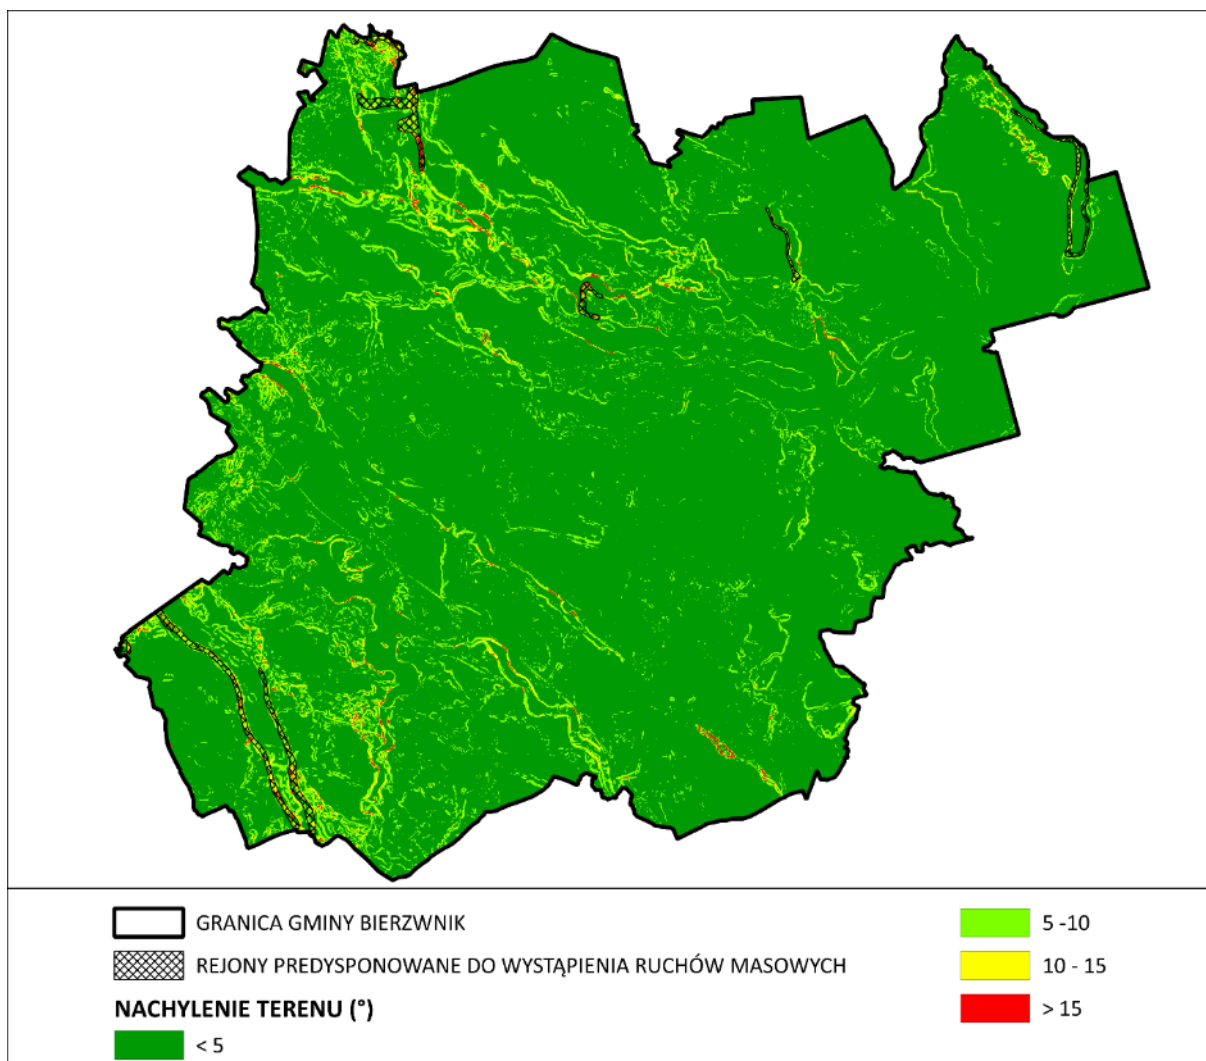 GRANICA GMINY BIERZWNIK
REJONY PREDYSPONOWANE DO WYSTĄPIENIA RUCHÓW MASOWYCH
NACHYLENIE TERENU (°)
< 5
5 -10
10 - 15
> 15